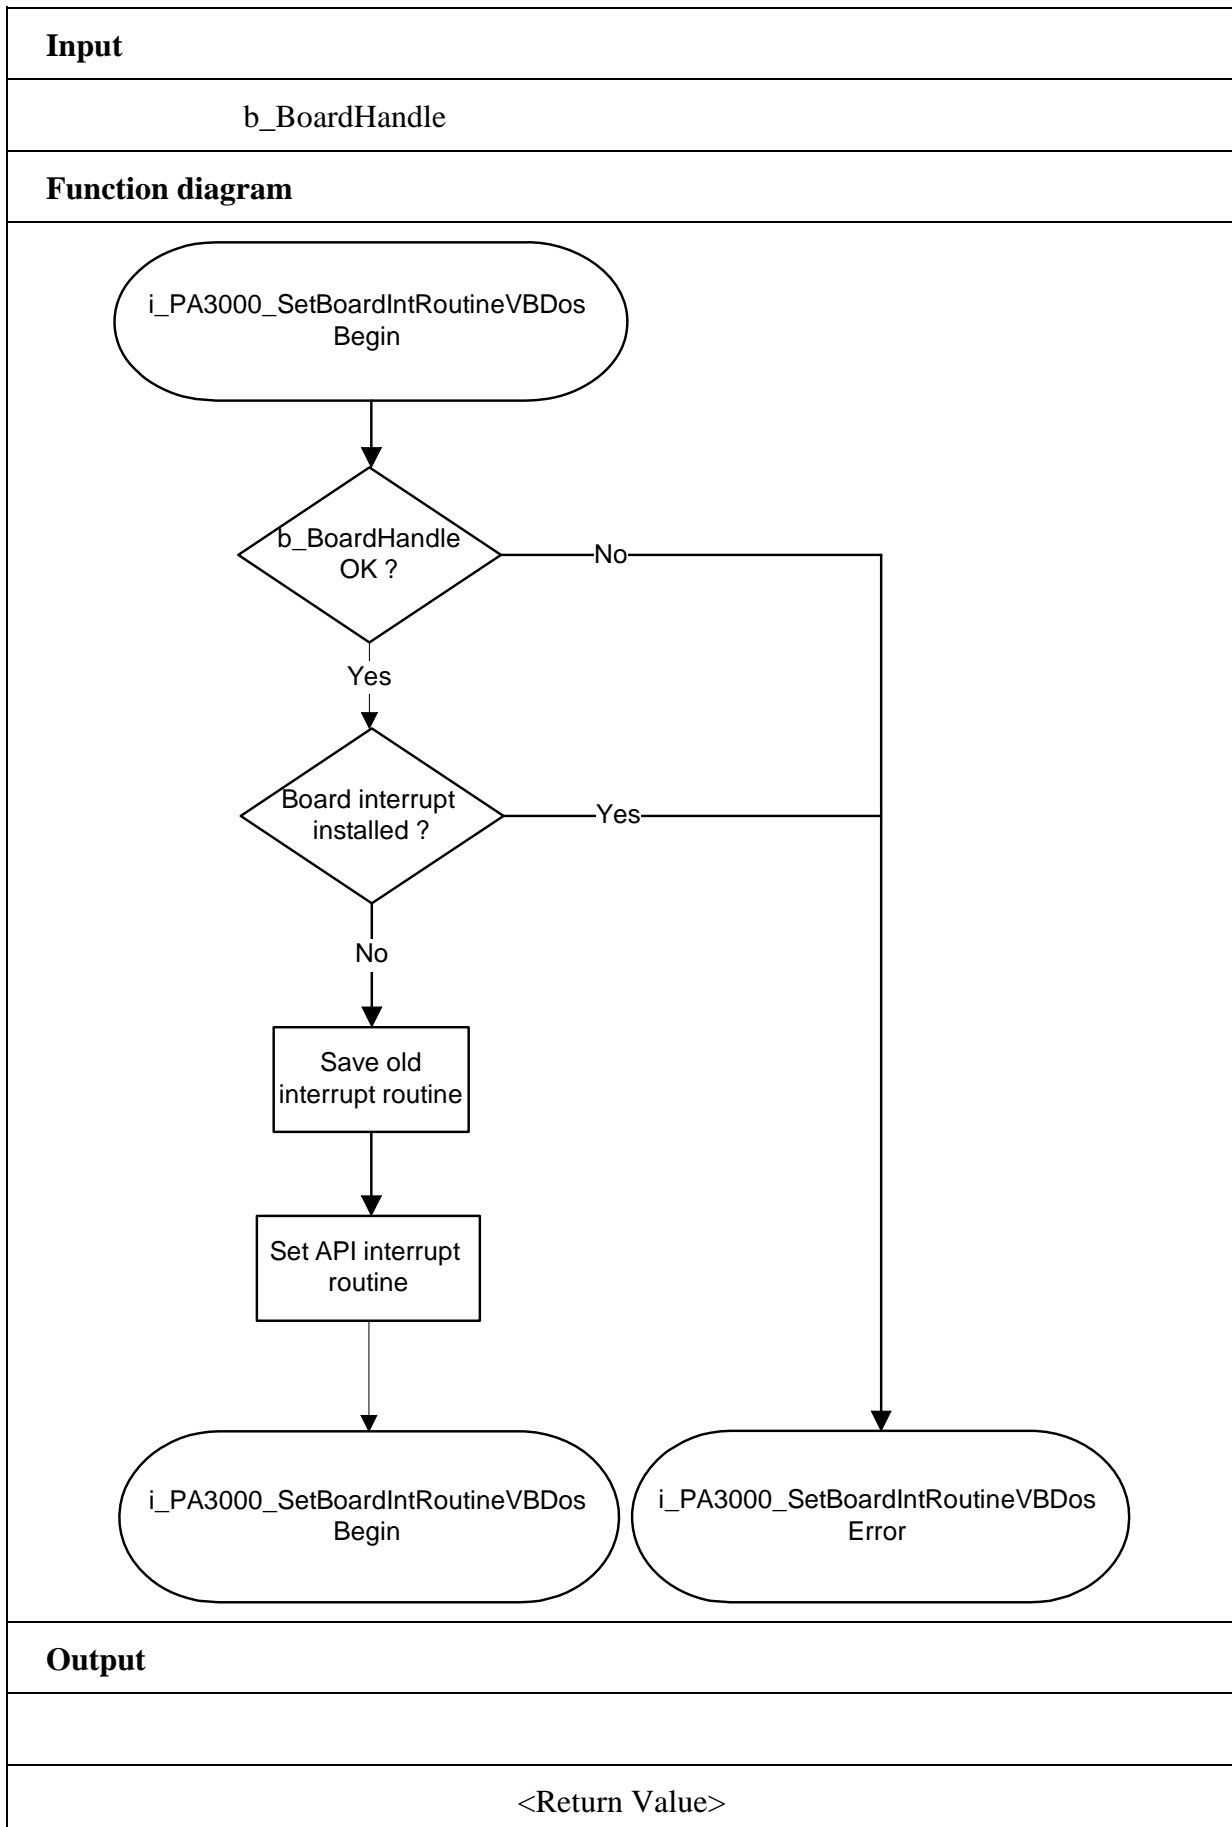 Input
b_BoardHandle
Function diagram
i_PA3000_SetBoardIntRoutineVBDos
Begin
b_BoardHandle
OK ?
No
Yes
Board interrupt
installed ?
Yes
No
Save old
interrupt routine
Set API interrupt
routine
i_PA3000_SetBoardIntRoutineVBDos
Begin
i_PA3000_SetBoardIntRoutineVBDos
Error
Output
<Return Value>